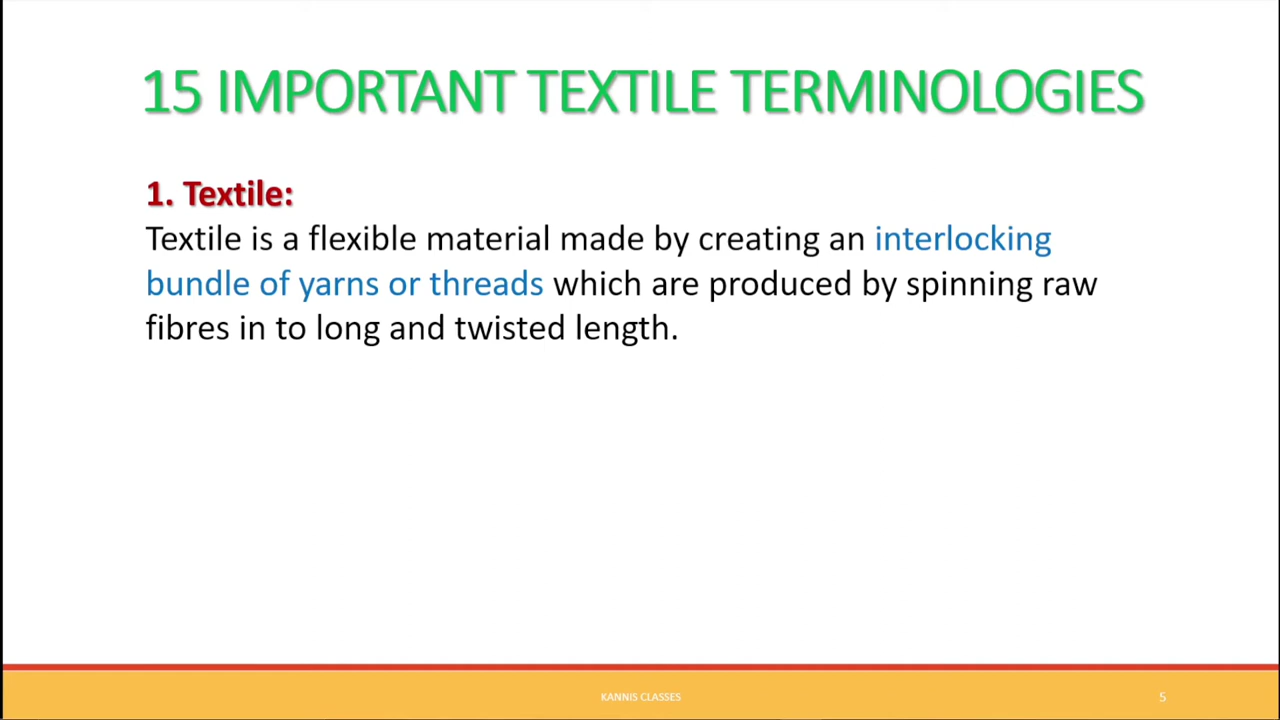 15 IMPORTANT TEXTILE TERMINOLOGIES
1. Textile:
Textile is a flexible material made by creating an interlocking
bundle of yarns or threads which are produced by spinning raw
fibres in to long and twisted length.
KANNIS CLASSES
5